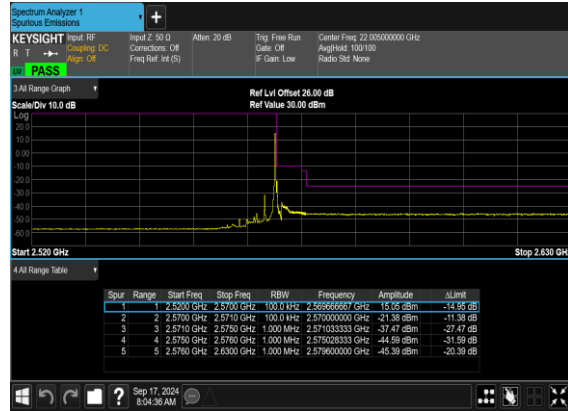 Spectrum Analyzer 1
Spurious Emissions
KEYSIGHT Input: RF Input Z: 50 Ω Atten: 20 dB Trig: Free Run Center Freq: 22.005000000 GHz
R T Coupling: DC Corrections: Off Gate: Off Avg|Hold: 100/100
Align: Off Freq Ref: Int (S) IF Gain: Low Radio Std: None
PASS
3 All Range Graph
Ref Lvl Offset 26.00 dB
Scale/Div 10.0 dB Ref Value 30.00 dBm
Log
20.0
10.0
0.00
-10.0
-20.0
-30.0
-40.0
-50.0
-60.0
Start 2.520 GHz Stop 2.630 GHz
4 All Range Table
Spur Range Start Freq Stop Freq RBW Frequency Amplitude ΔLimit
1 1 2.5200 GHz 2.5700 GHz 100.0 kHz 2.569666667 GHz 15.05 dBm -14.95 dB
2 2 2.5700 GHz 2.5710 GHz 100.0 kHz 2.570000000 GHz -21.38 dBm -11.38 dB
3 3 2.5710 GHz 2.5750 GHz 1.000 MHz 2.571033333 GHz -37.47 dBm -27.47 dB
4 4 2.5750 GHz 2.5760 GHz 1.000 MHz 2.575028333 GHz -44.59 dBm -31.59 dB
5 5 2.5760 GHz 2.6300 GHz 1.000 MHz 2.579600000 GHz -45.39 dBm -20.39 dB
? Sep 17, 2024
8:04:36 AM